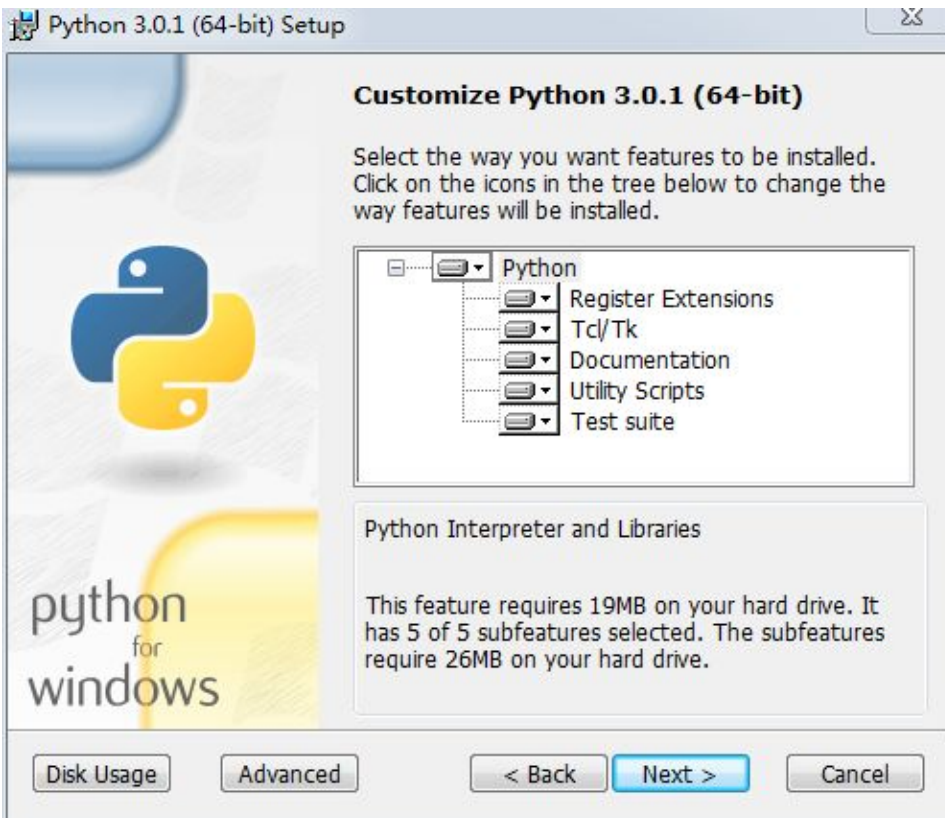 Python 3.0.1 (64-bit) Setup
Customize Python 3.0.1 (64-bit)
Select the way you want features to be installed.
Click on the icons in the tree below to change the
way features will be installed.
Python
Register Extensions
Tcl/Tk
Documentation
Utility Scripts
Test suite
Python Interpreter and Libraries
This feature requires 19MB on your hard drive. It
has 5 of 5 subfeatures selected. The subfeatures
require 26MB on your hard drive.
python
for
windows
Disk Usage
Advanced
< Back
Next >
Cancel